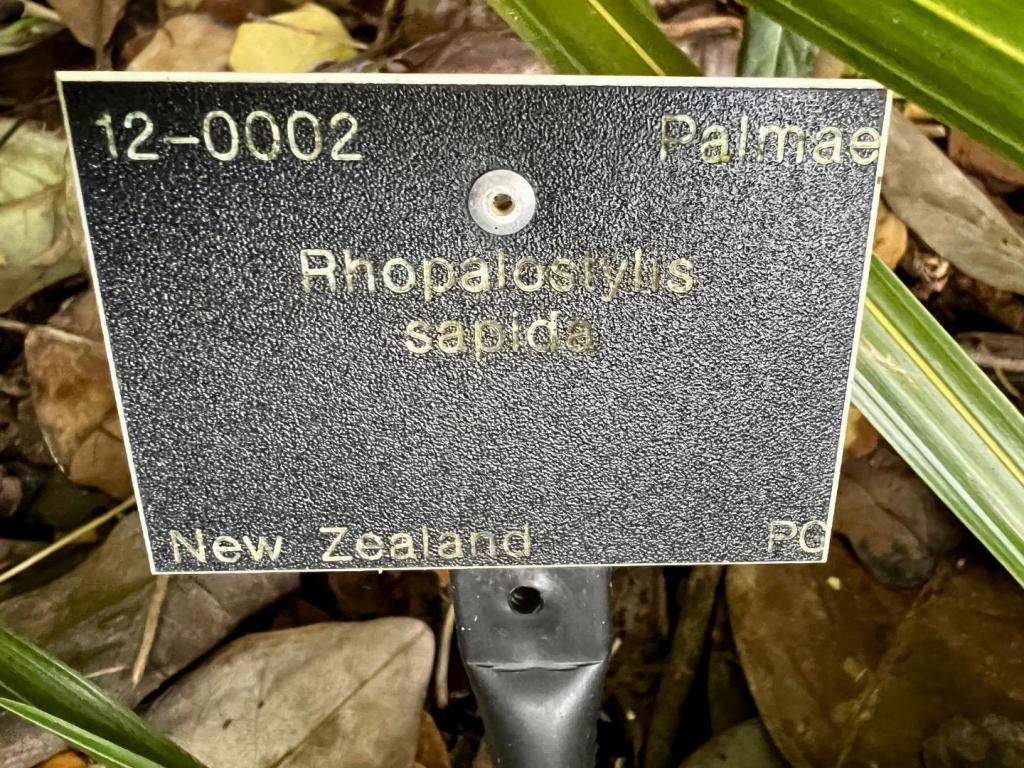 12-0002 Palmae
Rhopalostylis
sapida
New Zealand PC